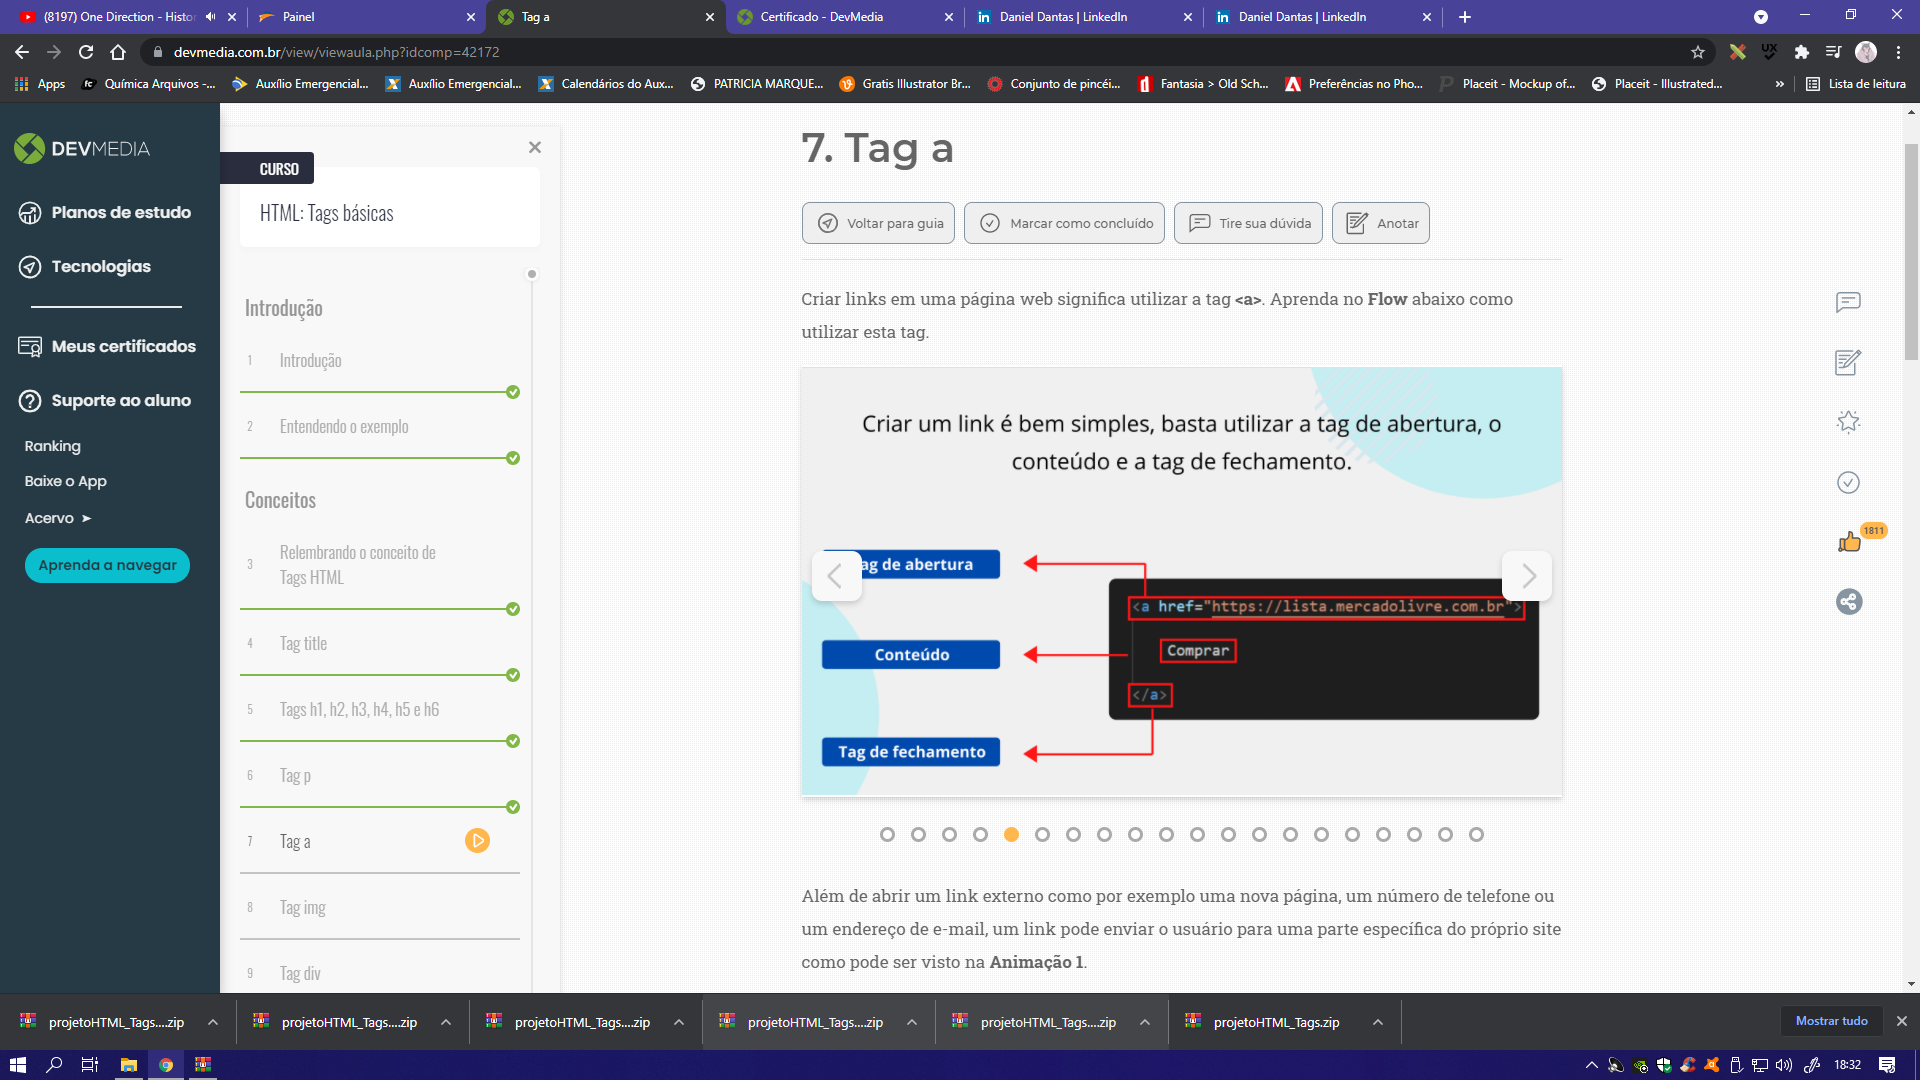 (8197) One Direction - Histor
Painel
Tag a
Certificado - DevMedia
Daniel Dantas | LinkedIn
Daniel Dantas | LinkedIn
devmedia.com.br/view/viewaula.php?idcomp=42172
Apps
Química Arquivos -...
Auxílio Emergencial...
Auxílio Emergencial...
Calendários do Aux...
PATRICIA MARQUE...
Gratis Illustrator Br...
Conjunto de pincéi...
Fantasia > Old Sch...
Preferências no Pho...
Placeit - Mockup of...
Placeit - Illustrated...
»
Lista de leitura
DEVMEDIA
Planos de estudo
Tecnologias
Meus certificados
Suporte ao aluno
Ranking
Baixe o App
Acervo ➤
Aprenda a navegar
CURSO
HTML: Tags básicas
Introdução
1 Introdução
2 Entendendo o exemplo
Conceitos
3 Relembrando o conceito de
Tags HTML
4 Tag title
5 Tags h1, h2, h3, h4, h5 e h6
6 Tag p
7 Tag a
8 Tag img
9 Tag div
7. Tag a
Voltar para guia
Marcar como concluído
Tire sua dúvida
Anotar
Criar links em uma página web significa utilizar a tag <a>. Aprenda no Flow abaixo como
utilizar esta tag.
Criar um link é bem simples, basta utilizar a tag de abertura, o
conteúdo e a tag de fechamento.
ag de abertura
<a href="https://lista.mercadolivre.com.br">
Conteúdo
Comprar
</a>
Tag de fechamento
Além de abrir um link externo como por exemplo uma nova página, um número de telefone ou
um endereço de e-mail, um link pode enviar o usuário para uma parte específica do próprio site
como pode ser visto na Animação 1.
1811
projetoHTML_Tags....zip
projetoHTML_Tags....zip
projetoHTML_Tags....zip
projetoHTML_Tags....zip
projetoHTML_Tags....zip
projetoHTML_Tags.zip
Mostrar tudo
18:32